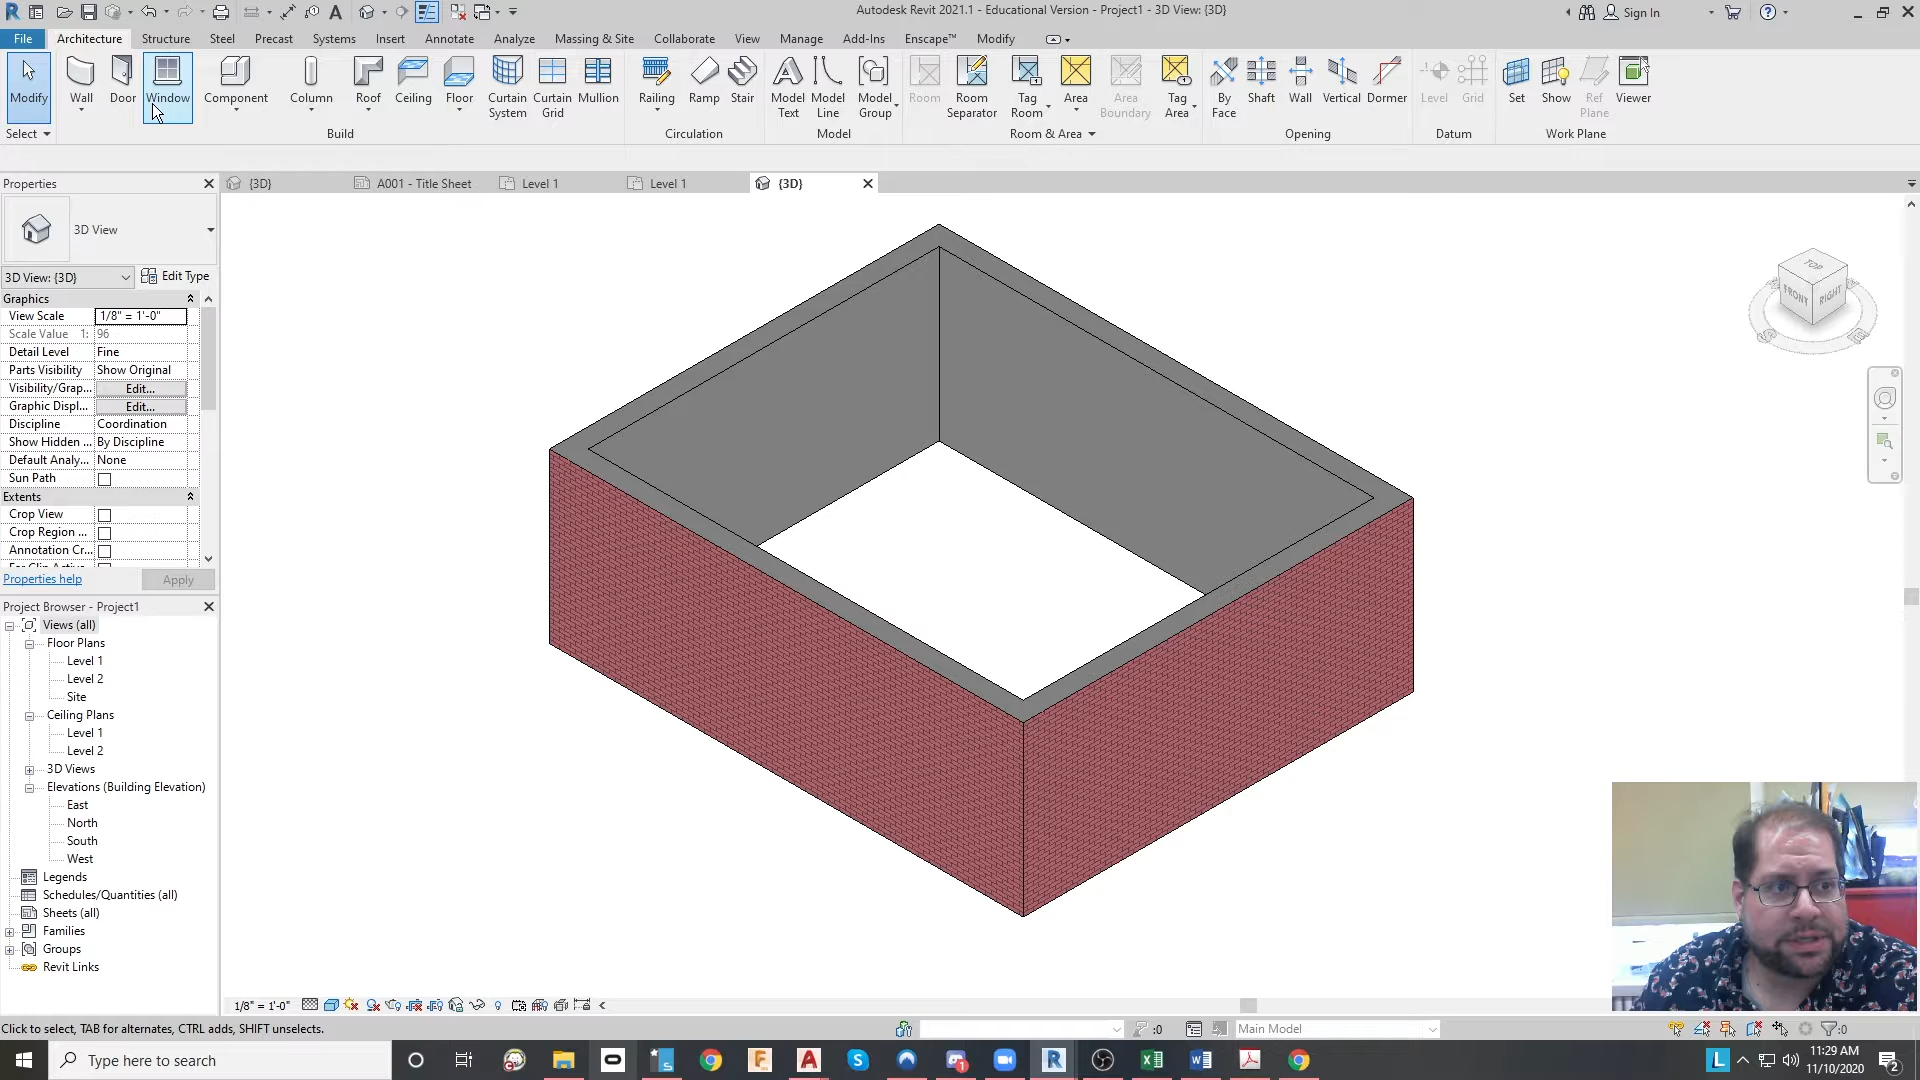 Autodesk Revit 2021.1 - Educational Version - Project1 - 3D View: {3D}
Sign In
File Architecture Structure Steel Precast Systems Insert Annotate Analyze Massing & Site Collaborate View Manage Add-Ins Enscape™ Modify
Modify Wall Door Window Component Column Roof Ceiling Floor Curtain System Curtain Grid Mullion Railing Ramp Stair Model Text Model Line Model Group Room Room Separator Tag Room Area Area Boundary Tag Area By Face Shaft Wall Vertical Dormer Level Grid Set Show Ref Plane Viewer
Select Build Circulation Model Room & Area Opening Datum Work Plane
Properties
{3D} A001 - Title Sheet Level 1 Level 1 {3D}
3D View
3D View: {3D} Edit Type
Graphics
View Scale 1/8" = 1'-0"
Scale Value 1: 96
Detail Level Fine
Parts Visibility Show Original
Visibility/Grap... Edit...
Graphic Displ... Edit...
Discipline Coordination
Show Hidden ... By Discipline
Default Analy... None
Sun Path
Extents
Crop View
Crop Region ...
Annotation Cr...
Properties help Apply
TOP
FRONT RIGHT
S E
Project Browser - Project1
Views (all)
Floor Plans
Level 1
Level 2
Site
Ceiling Plans
Level 1
Level 2
3D Views
Elevations (Building Elevation)
East
North
South
West
Legends
Schedules/Quantities (all)
Sheets (all)
Families
Groups
Revit Links
1/8" = 1'-0"
Click to select, TAB for alternates, CTRL adds, SHIFT unselects.
:0
Main Model
:0
Type here to search
11:29 AM
11/10/2020
2